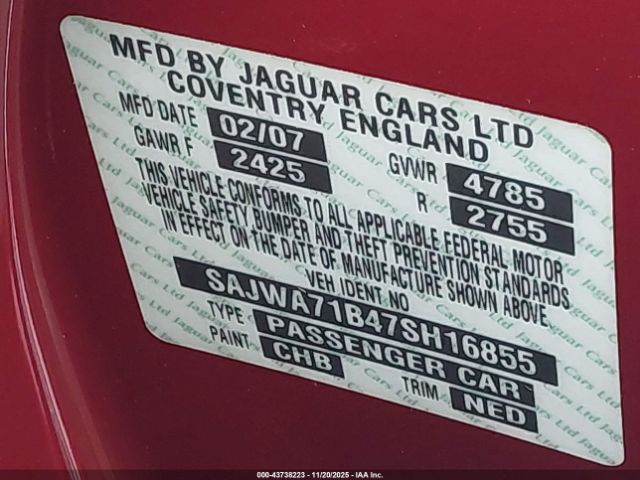 MFD BY JAGUAR CARS LTD
COVENTRY, ENGLAND
MFD DATE 02/07 GVWR 4785
GAWR F 2425 R 2755
THIS VEHICLE CONFORMS TO ALL APPLICABLE FEDERAL MOTOR
VEHICLE SAFETY BUMPER AND THEFT PREVENTION STANDARDS
IN EFFECT ON THE DATE OF MANUFACTURE SHOWN ABOVE.
VEH IDENT NO
SAJWA71B47SH16855
TYPE PASSENGER CAR
PAINT CHB TRIM NED
000-43738223 - 11/20/2025 - IAA Inc.